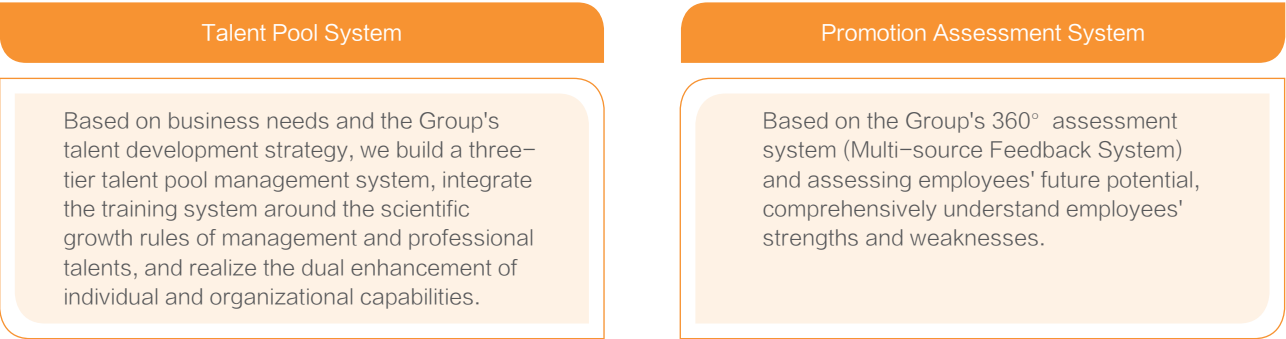 Talent Pool System
Based on business needs and the Group's
talent development strategy, we build a three-
tier talent pool management system, integrate
the training system around the scientific
growth rules of management and professional
talents, and realize the dual enhancement of
individual and organizational capabilities.
Promotion Assessment System
Based on the Group's 360° assessment
system (Multi-source Feedback System)
and assessing employees' future potential,
comprehensively understand employees'
strengths and weaknesses.